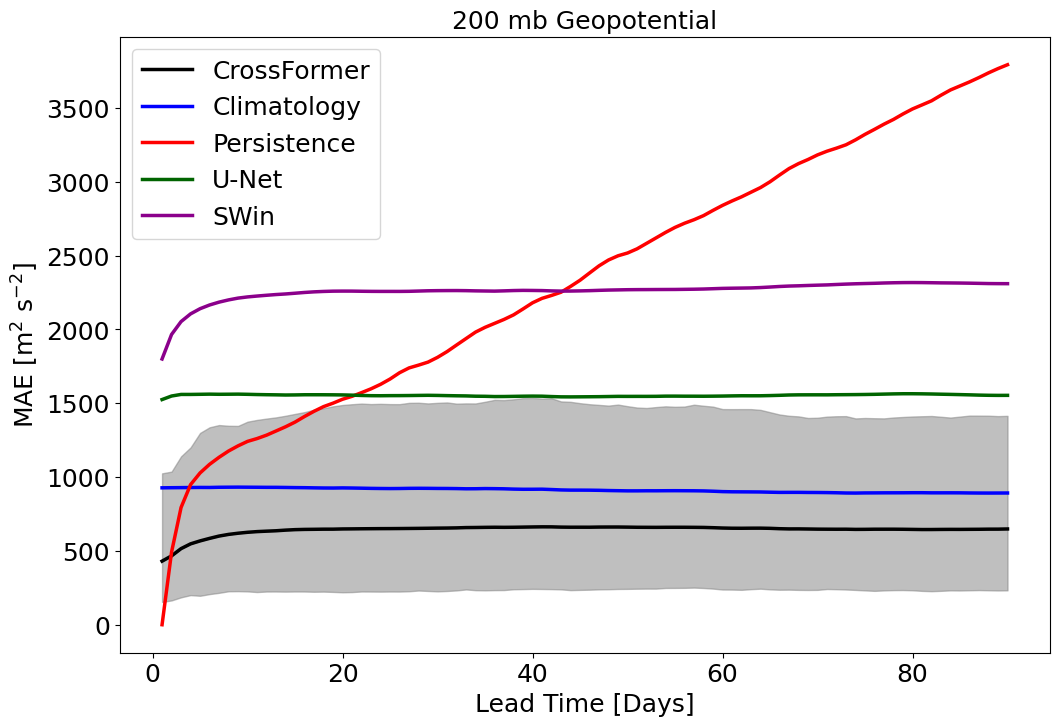 200 mb Geopotential
CrossFormer
Climatology
Persistence
U-Net
SWin
3500
3000
2500
2000
1500
1000
500
0
MAE [m² s⁻²]
0 20 40 60 80
Lead Time [Days]